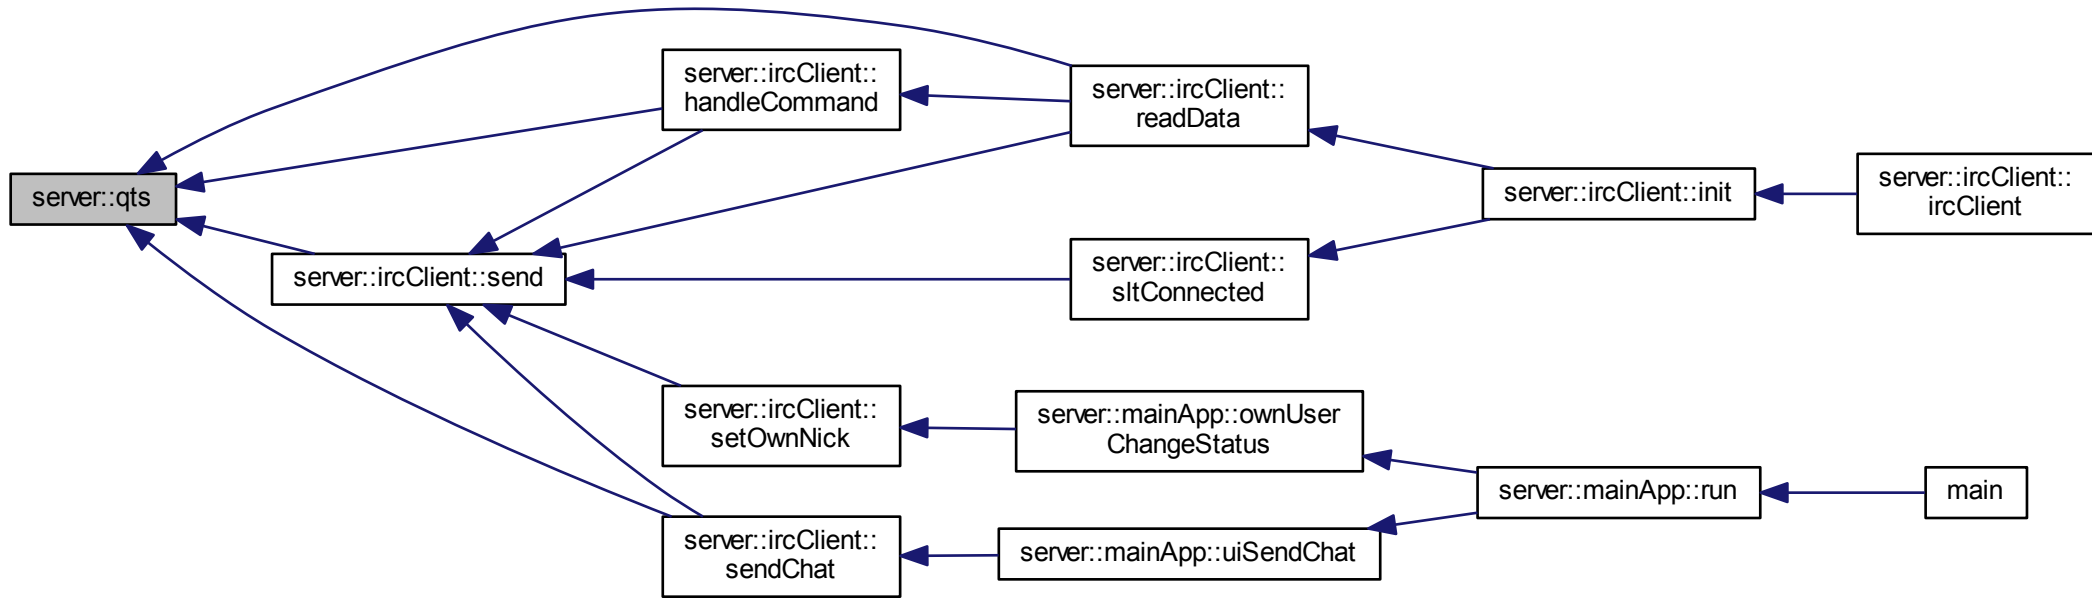 server::qts
server::ircClient::
handleCommand
server::ircClient::send
server::ircClient::
readData
server::ircClient::
sltConnected
server::ircClient::init
server::ircClient::
ircClient
server::ircClient::
setOwnNick
server::mainApp::ownUser
ChangeStatus
server::ircClient::
sendChat
server::mainApp::uiSendChat
server::mainApp::run
main